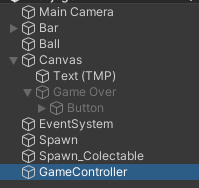 Main Camera
Bar
Ball
Canvas
Text (TMP)
Game Over
Button
EventSystem
Spawn
Spawn_Colectable
GameController